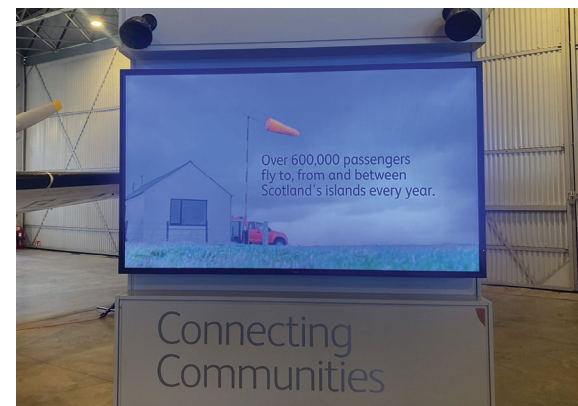 Over 600,000 passengers
fly to, from and between
Scotland's islands every year.
Connecting
Communities